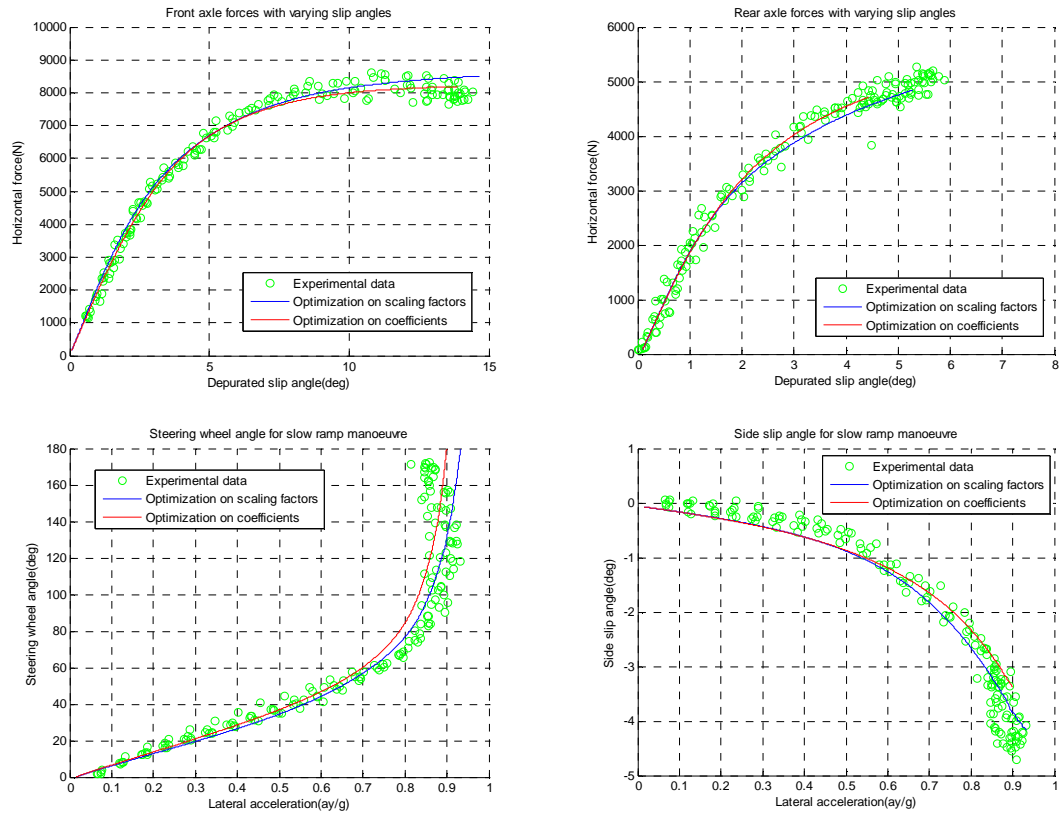 Front axle forces with varying slip angles
10000
9000
8000
7000
6000
5000
4000
3000
2000
1000
0
Horizontal force(N)
Experimental data
Optimization on scaling factors
Optimization on coefficients
0 5 10 15
Depurated slip angle(deg)
Rear axle forces with varying slip angles
6000
5000
4000
3000
2000
1000
0
Horizontal force(N)
Experimental data
Optimization on scaling factors
Optimization on coefficients
0 1 2 3 4 5 6 7 8
Depurated slip angle(deg)
Steering wheel angle for slow ramp manoeuvre
180
160
140
120
100
80
60
40
20
0
Steering wheel angle(deg)
Experimental data
Optimization on scaling factors
Optimization on coefficients
0 0.1 0.2 0.3 0.4 0.5 0.6 0.7 0.8 0.9 1
Lateral acceleration(ay/g)
Side slip angle for slow ramp manoeuvre
1
0
-1
-2
-3
-4
-5
Side slip angle(deg)
Experimental data
Optimization on scaling factors
Optimization on coefficients
0 0.1 0.2 0.3 0.4 0.5 0.6 0.7 0.8 0.9 1
Lateral acceleration(ay/g)